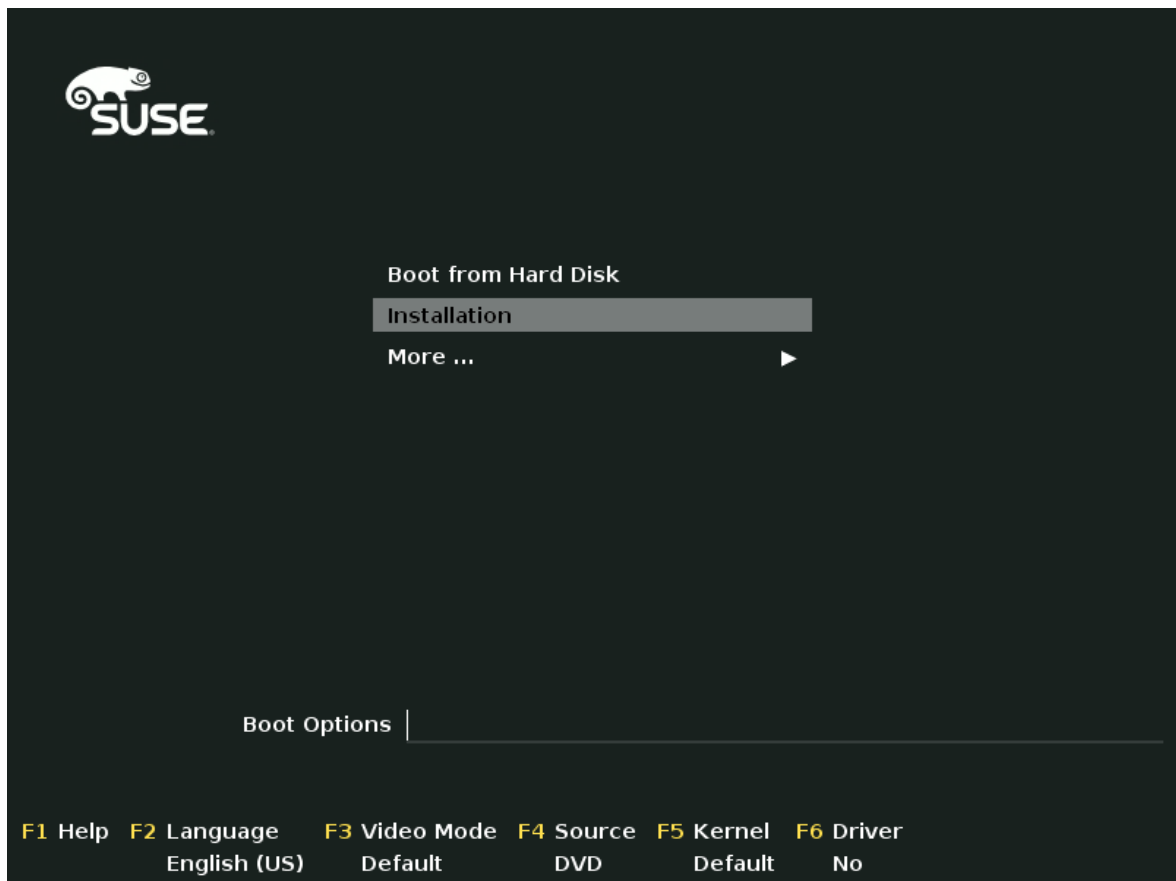 SUSE
Boot from Hard Disk
Installation
More ...
Boot Options
F1 Help F2 Language F3 Video Mode F4 Source F5 Kernel F6 Driver
English (US) Default DVD Default No